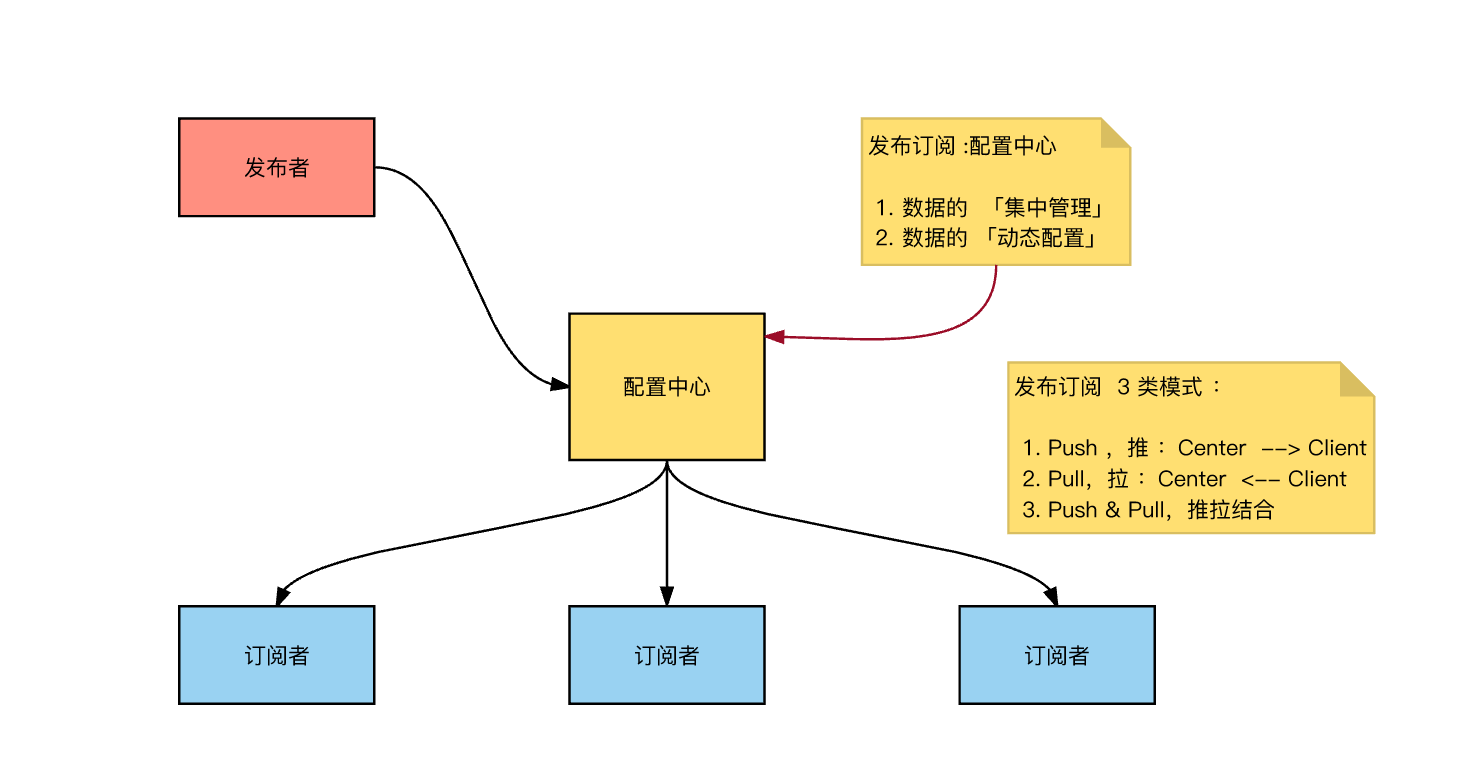 发布者
发布订阅 :配置中心
1. 数据的 「集中管理」
2. 数据的 「动态配置」
配置中心
发布订阅 3 类模式：
1. Push ，推： Center --> Client
2. Pull，拉： Center <-- Client
3. Push & Pull，推拉结合
订阅者
订阅者
订阅者